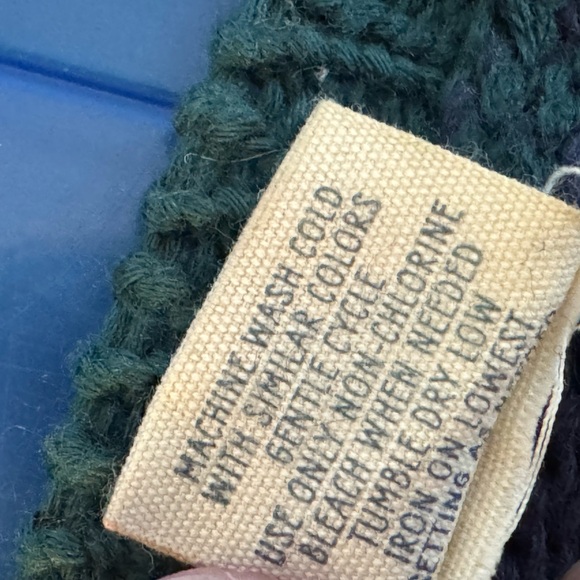 MACHINE WASH COLD
WITH SIMILAR COLORS
GENTLE CYCLE
USE ONLY NON-CHLORINE
BLEACH WHEN NEEDED
TUMBLE DRY LOW
IRON ON LOWEST
SETTING